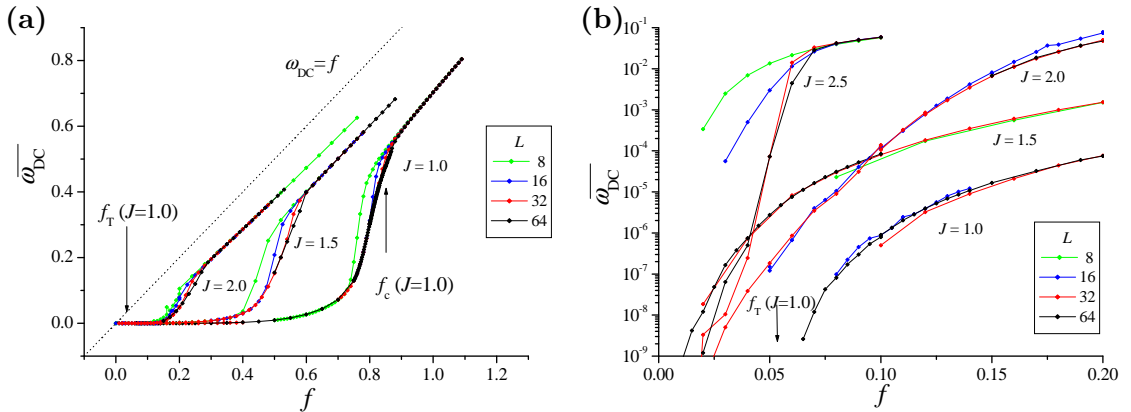 (a)
ω_DC
0.8
0.6
0.4
0.2
0.0
0.0 0.2 0.4 0.6 0.8 1.0 1.2
f
ω_DC=f
f_T (J=1.0)
J = 2.0
J = 1.5
J = 1.0
f_c (J=1.0)
L
8
16
32
64
(b)
ω_DC
10^-1
10^-2
10^-3
10^-4
10^-5
10^-6
10^-7
10^-8
10^-9
0.00 0.05 0.10 0.15 0.20
f
J = 2.5
J = 2.0
J = 1.5
J = 1.0
f_T (J=1.0)
L
8
16
32
64